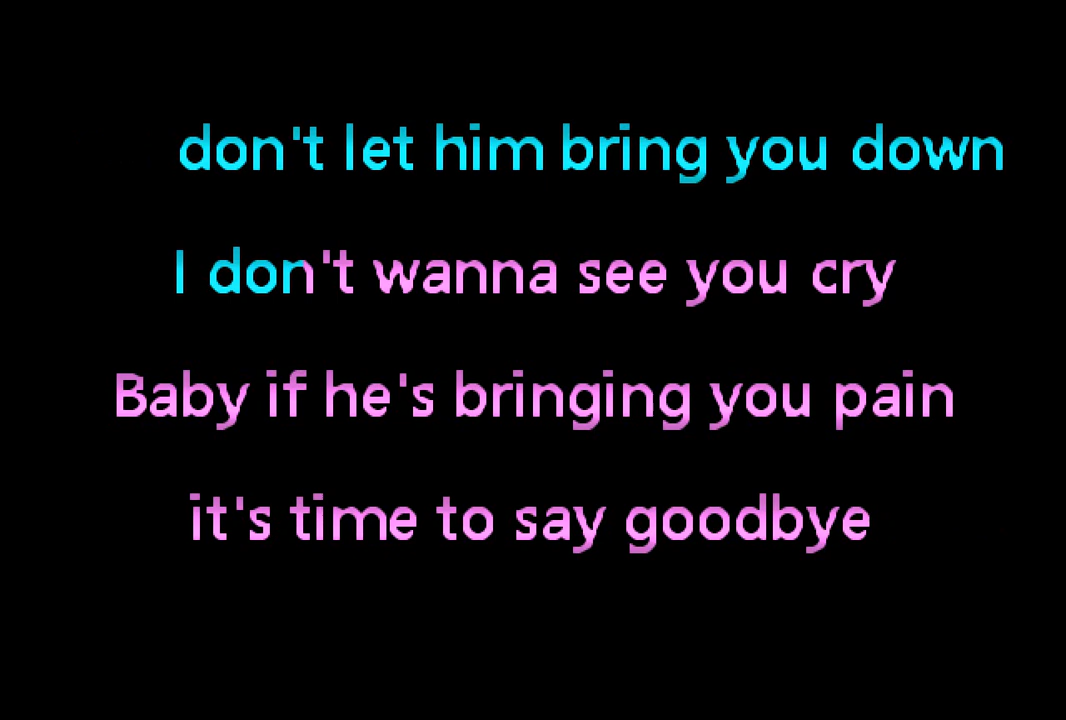 don't let him bring you down
I don't wanna see you cry
Baby if he's bringing you pain
it's time to say goodbye